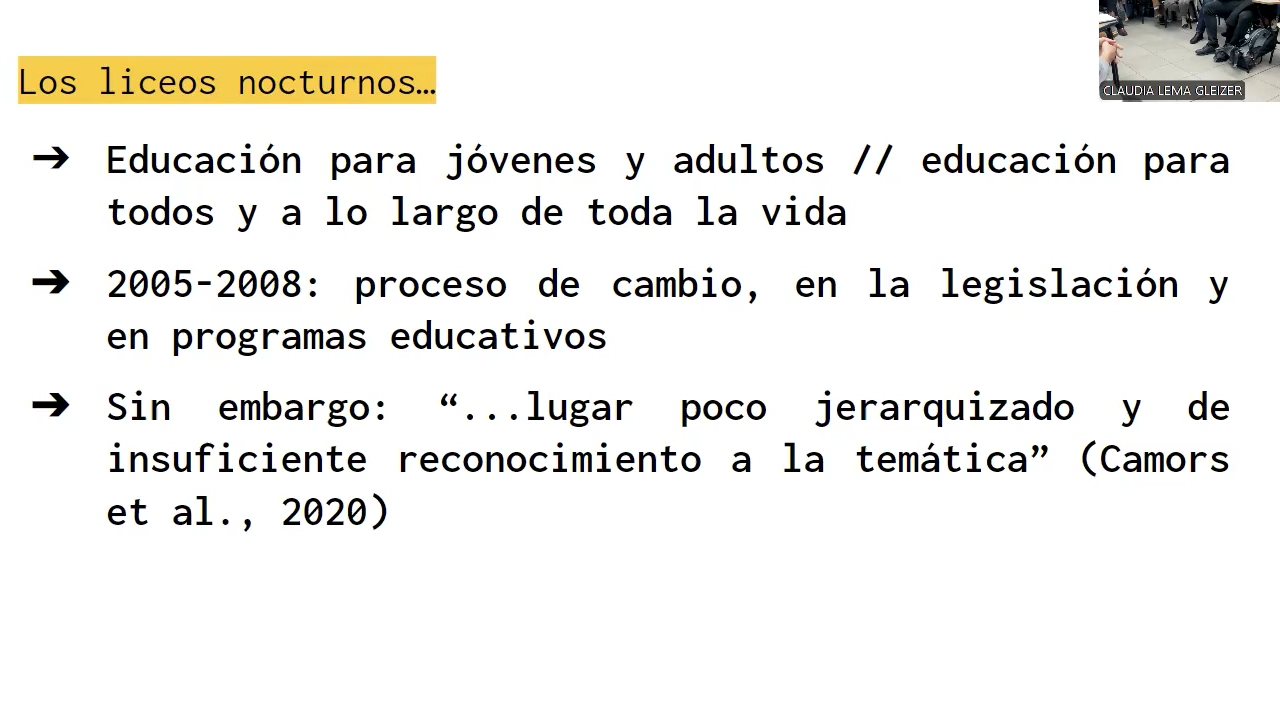 Los liceos nocturnos…
CLAUDIA LEMA GLEIZER
➔ Educación para jóvenes y adultos // educación para
todos y a lo largo de toda la vida
➔ 2005-2008: proceso de cambio, en la legislación y
en programas educativos
➔ Sin embargo: “...lugar poco jerarquizado y de
insuficiente reconocimiento a la temática” (Camors
et al., 2020)